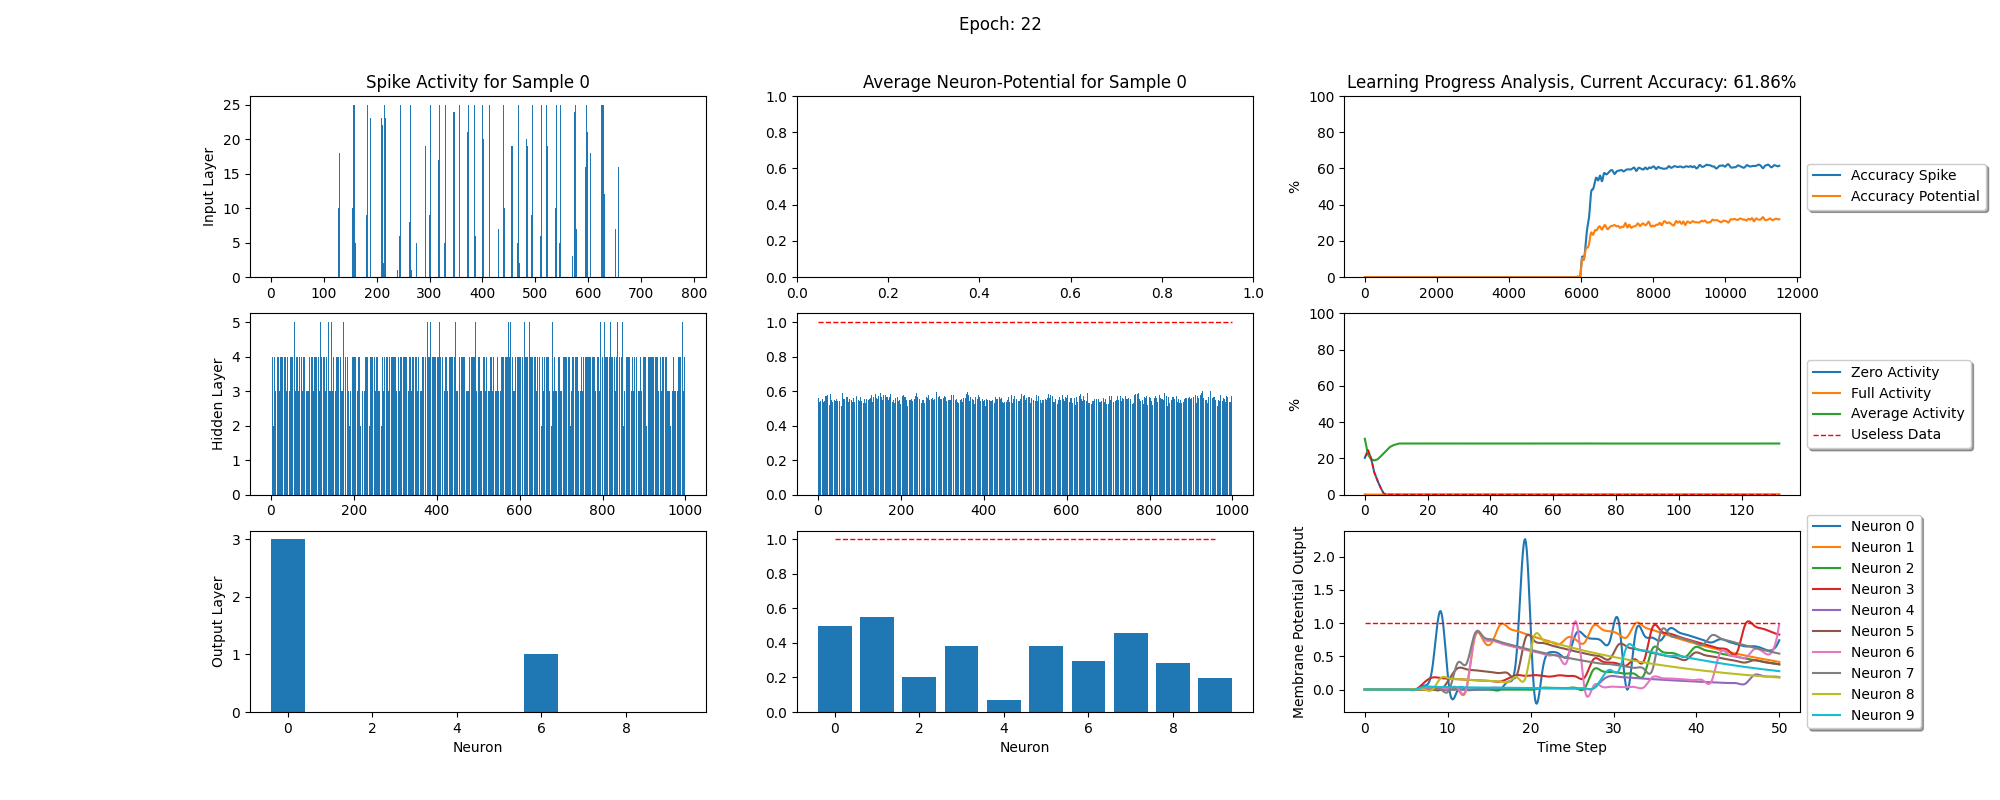 Epoch: 22
Spike Activity for Sample 0
Average Neuron-Potential for Sample 0
Learning Progress Analysis, Current Accuracy: 61.86%
Input Layer
25
20
15
10
5
0
0 100 200 300 400 500 600 700 800
1.0
0.8
0.6
0.4
0.2
0.0
0.0 0.2 0.4 0.6 0.8 1.0
%
100
80
60
40
20
0
0 2000 4000 6000 8000 10000 12000
Accuracy Spike
Accuracy Potential
Hidden Layer
5
4
3
2
1
0
0 200 400 600 800 1000
1.0
0.8
0.6
0.4
0.2
0.0
0 200 400 600 800 1000
%
100
80
60
40
20
0
0 20 40 60 80 100 120
Zero Activity
Full Activity
Average Activity
Useless Data
Output Layer
3
2
1
0
0 2 4 6 8
Neuron
1.0
0.8
0.6
0.4
0.2
0.0
0 2 4 6 8
Neuron
Membrane Potential Output
2.0
1.5
1.0
0.5
0.0
0 10 20 30 40 50
Time Step
Neuron 0
Neuron 1
Neuron 2
Neuron 3
Neuron 4
Neuron 5
Neuron 6
Neuron 7
Neuron 8
Neuron 9